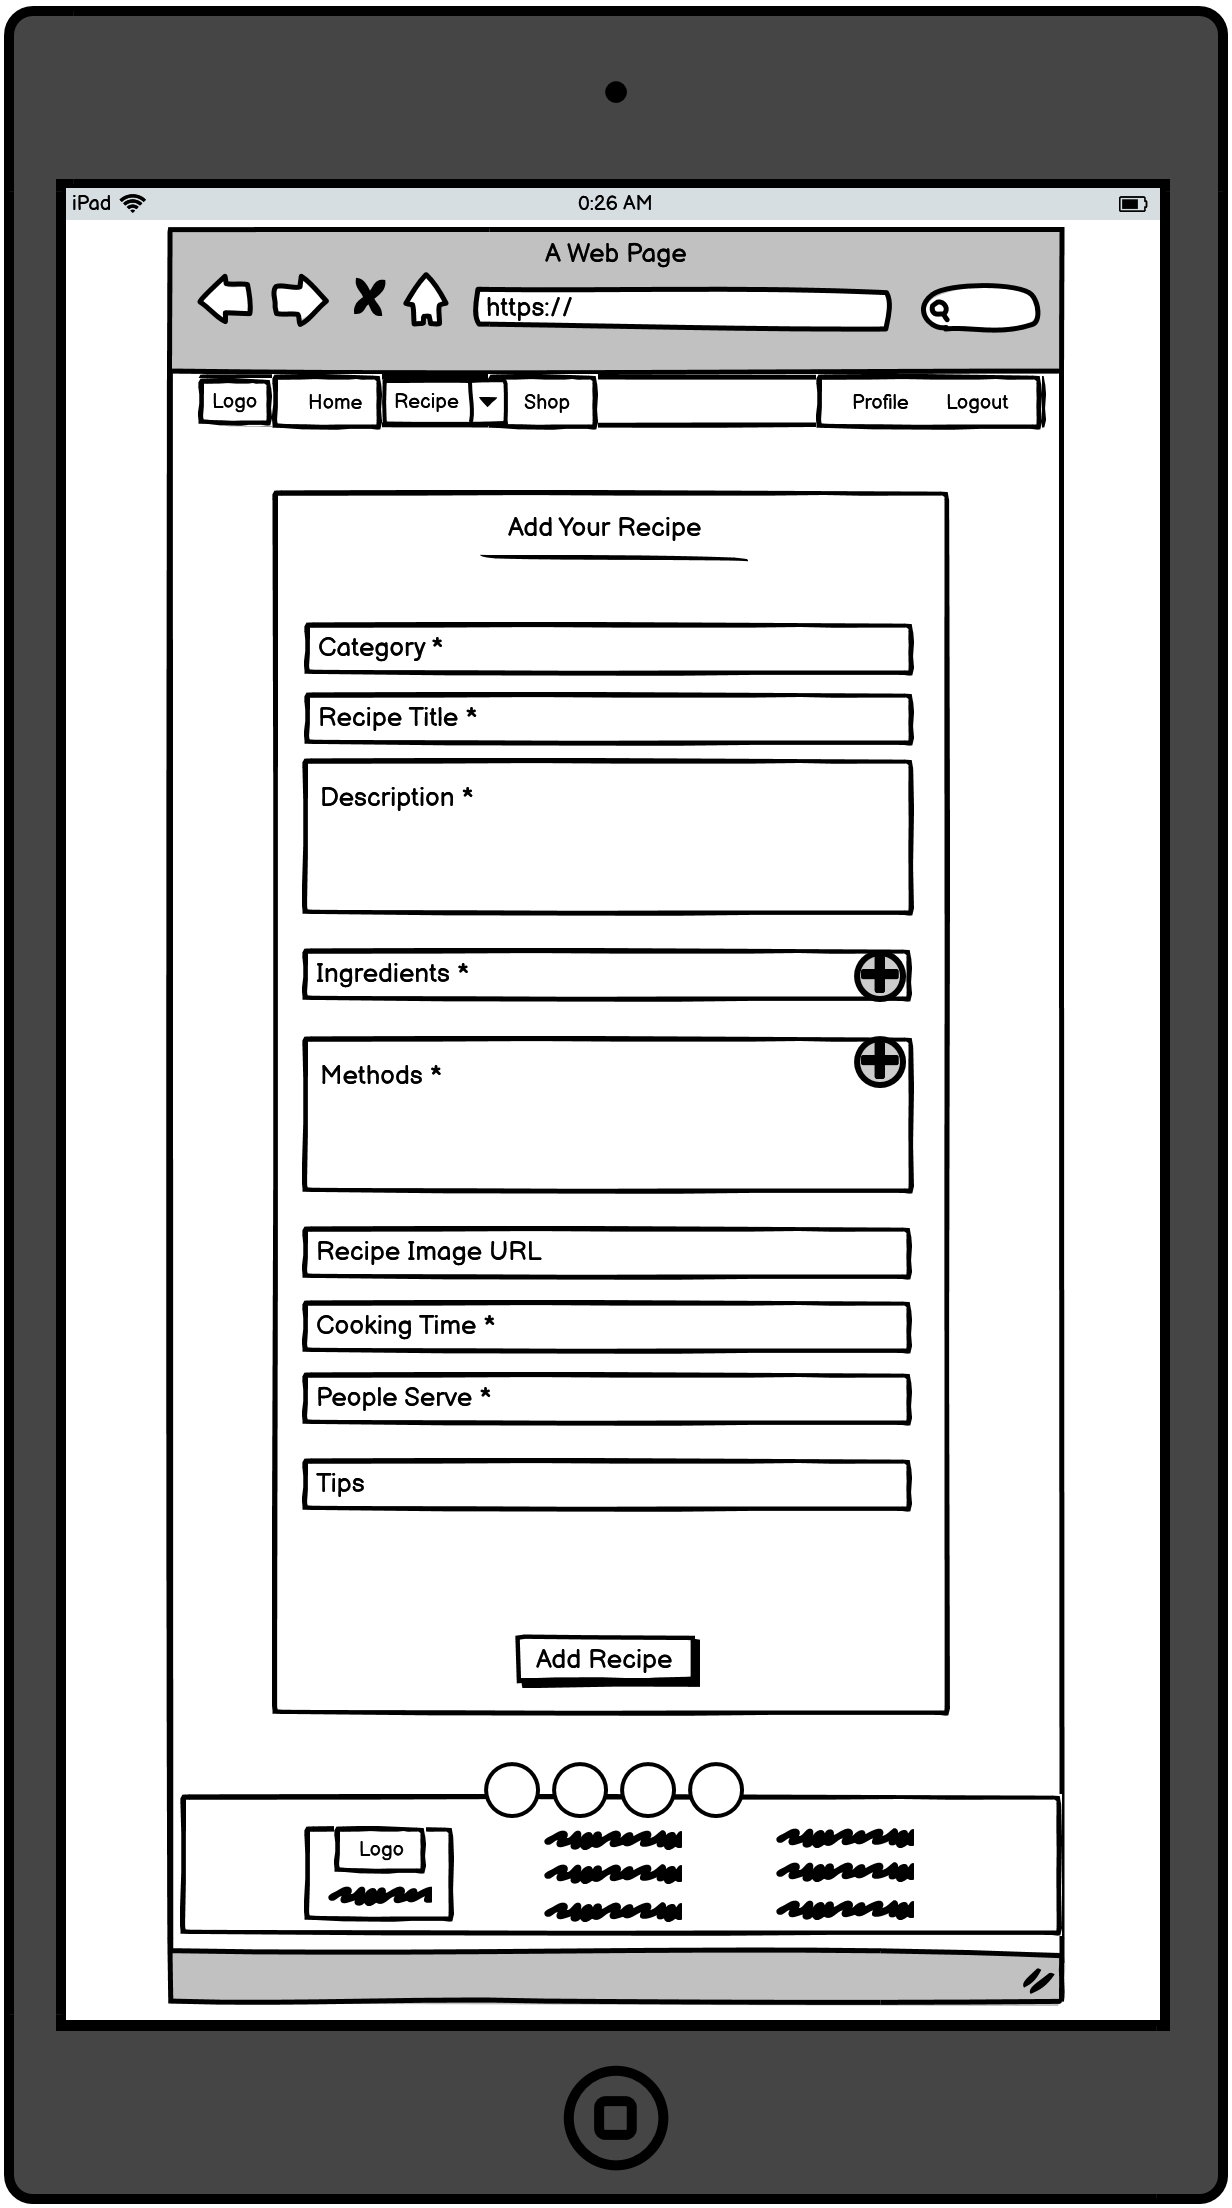 iPad 0:26 AM
A Web Page
https://
Logo Home Recipe Shop Profile Logout
Add Your Recipe
Category *
Recipe Title *
Description *
Ingredients *
Methods *
Recipe Image URL
Cooking Time *
People Serve *
Tips
Add Recipe
Logo